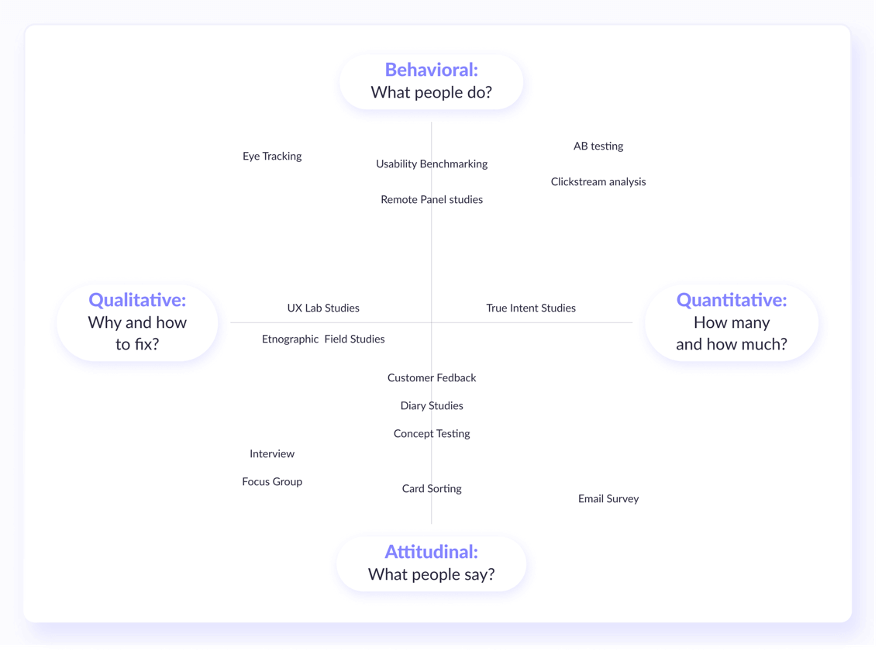 Behavioral:
What people do?
AB testing
Eye Tracking
Usability Benchmarking
Clickstream analysis
Remote Panel studies
Qualitative:
Why and how
to fix?
UX Lab Studies
True Intent Studies
Quantitative:
How many
and how much?
Etnographic  Field Studies
Customer Fedback
Diary Studies
Concept Testing
Interview
Focus Group
Card Sorting
Email Survey
Attitudinal:
What people say?